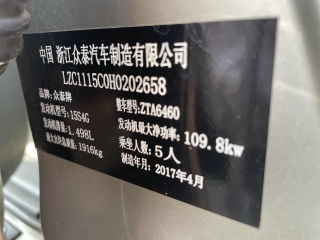 中国 浙江众泰汽车制造有限公司
LZC1115C0H0202658
品牌：众泰牌 整车型号：ZTA6460
发动机型号：15S4G 发动机最大净功率：109.8kw
发动机排量：1.498L 乘坐人数：5人
最大允许总质量：1916kg 制造年月：2017年4月